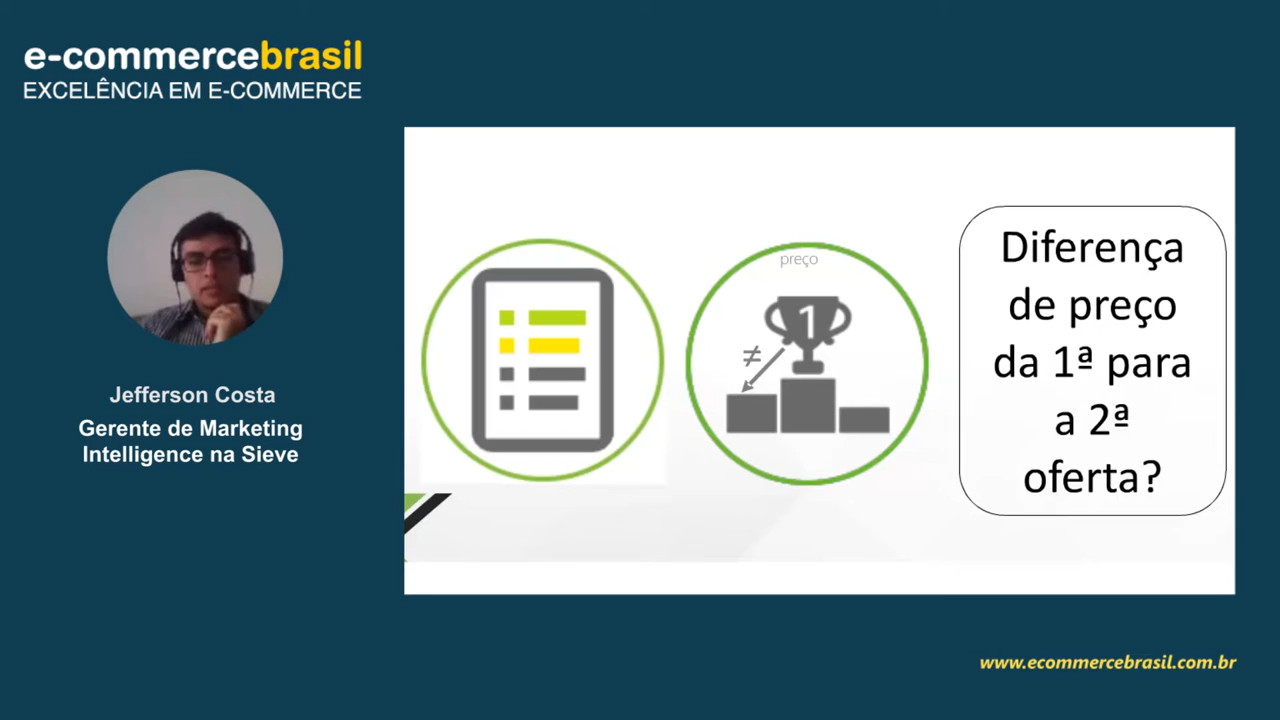 e-commercebrasil
EXCELÊNCIA EM E-COMMERCE
Jefferson Costa
Gerente de Marketing
Intelligence na Sieve
preço
1
≠
Diferença
de preço
da 1ª para
a 2ª
oferta?
www.ecommercebrasil.com.br